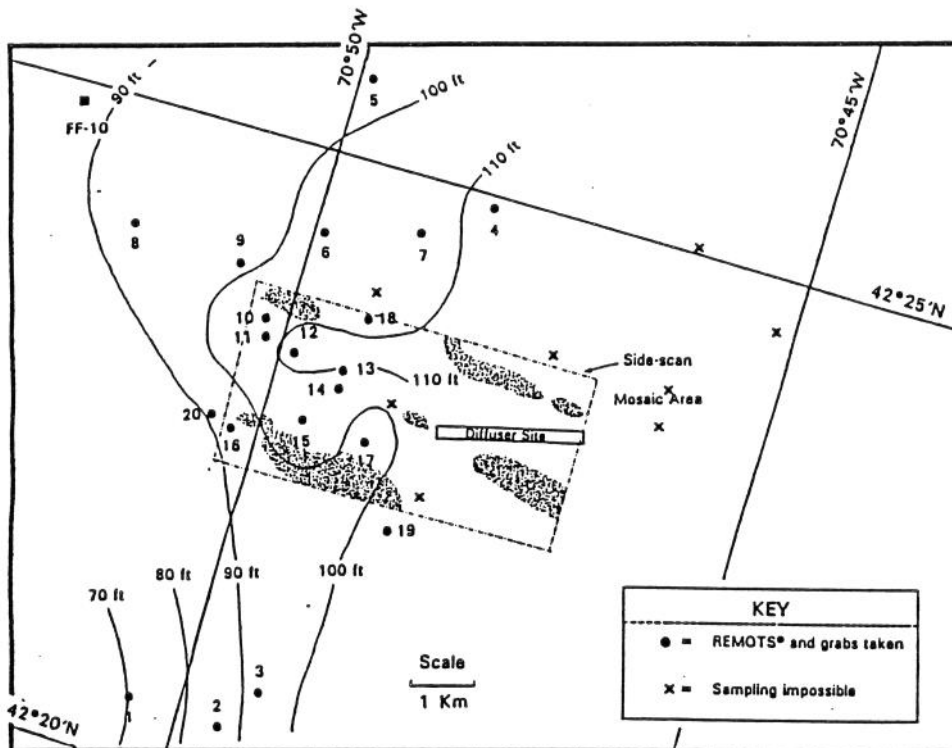 70°50'W
90 ft
100 ft
5
70°45'W
FF-10
110 ft
4
8
9
6
7
42°25'N
10
18
12
11
Side-scan
13
110 ft
14
Mosaic Area
20
16
15
17
Diffuser Site
19
80 ft
90 ft
100 ft
70 ft
KEY
● = REMOTS® and grabs taken
Scale
3
1 Km
× = Sampling impossible
1
2
42°20'N